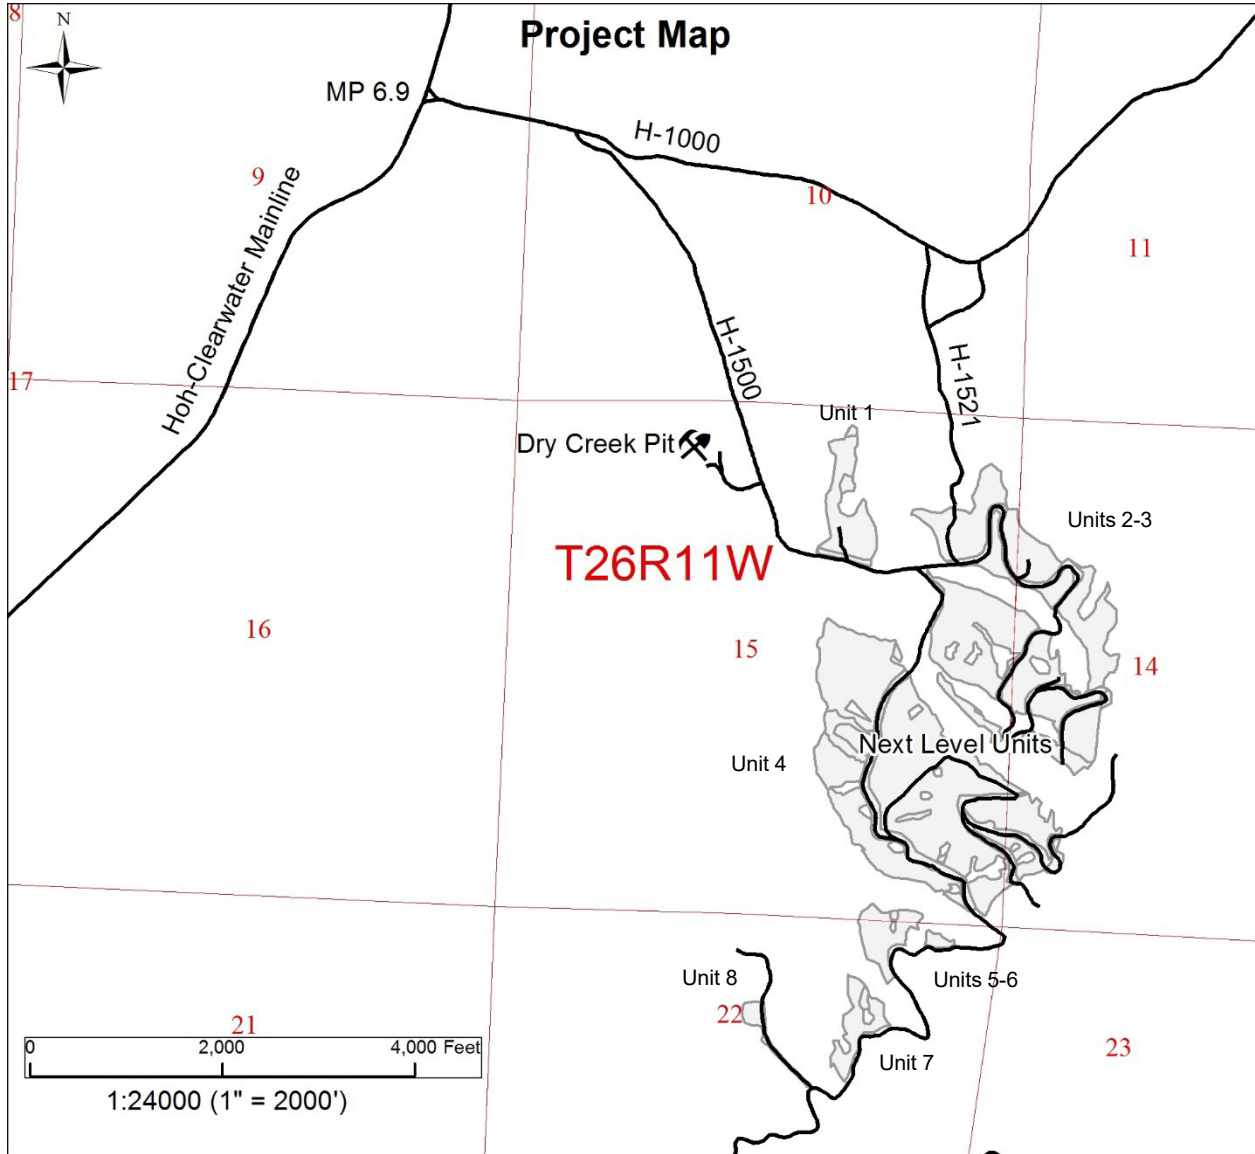 8
N
Project Map
MP 6.9
H-1000
9
10
Hoh-Clearwater Mainline
11
H-1500
H-1521
17
Unit 1
Dry Creek Pit
Units 2-3
T26R11W
16
15
14
Next Level Units
Unit 4
Unit 8
Units 5-6
22
21
23
0 2,000 4,000 Feet
Unit 7
1:24000 (1" = 2000')